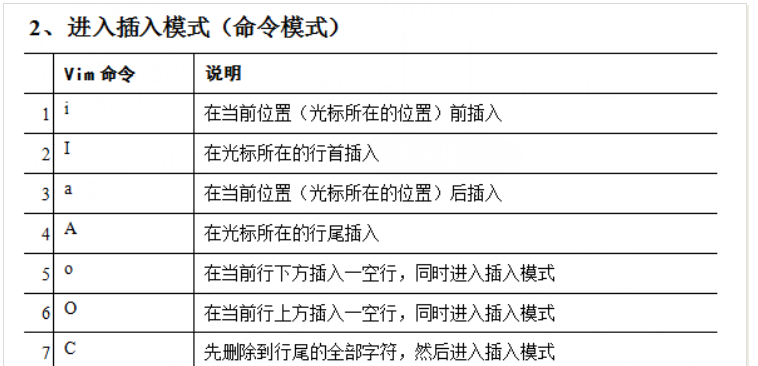 2、进入插入模式（命令模式）
Vim 命令 说明
1 i 在当前位置（光标所在的位置）前插入
2 I 在光标所在的行首插入
3 a 在当前位置（光标所在的位置）后插入
4 A 在光标所在的行尾插入
5 o 在当前行下方插入一空行，同时进入插入模式
6 O 在当前行上方插入一空行，同时进入插入模式
7 C 先删除到行尾的全部字符，然后进入插入模式